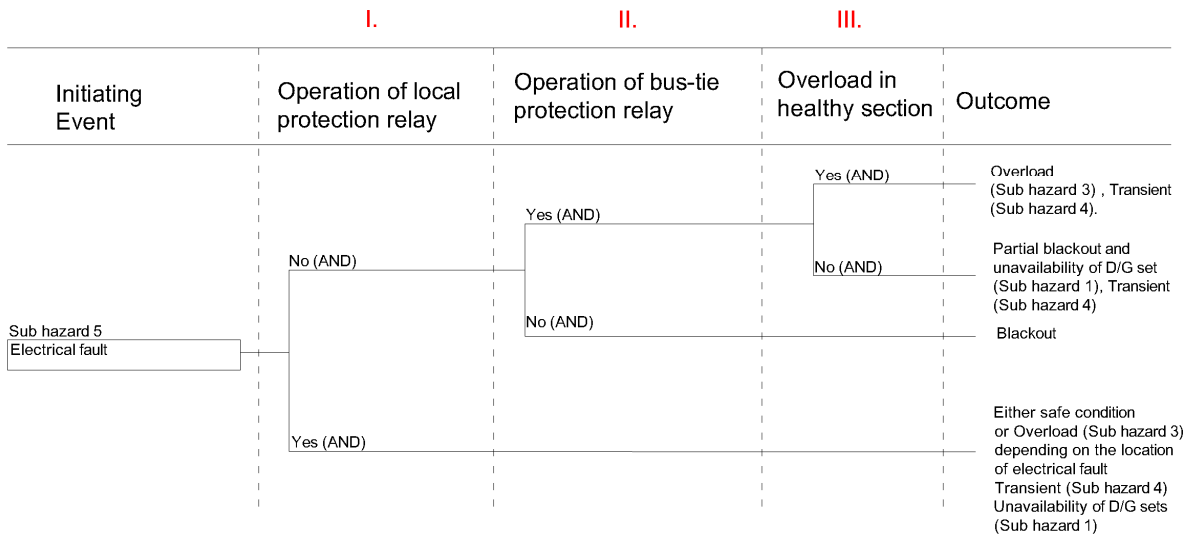 I.
II.
III.
Initiating
Event
Operation of local
protection relay
Operation of bus-tie
protection relay
Overload in
healthy section
Outcome
Yes (AND)
Overload
(Sub hazard 3) , Transient
(Sub hazard 4).
Yes (AND)
No (AND)
No (AND)
Partial blackout and
unavailability of D/G set
(Sub hazard 1), Transient
(Sub hazard 4)
No (AND)
Blackout
Sub hazard 5
Electrical fault
Yes (AND)
Either safe condition
or Overload (Sub hazard 3)
depending on the location
of electrical fault
Transient (Sub hazard 4)
Unavailability of D/G sets
(Sub hazard 1)